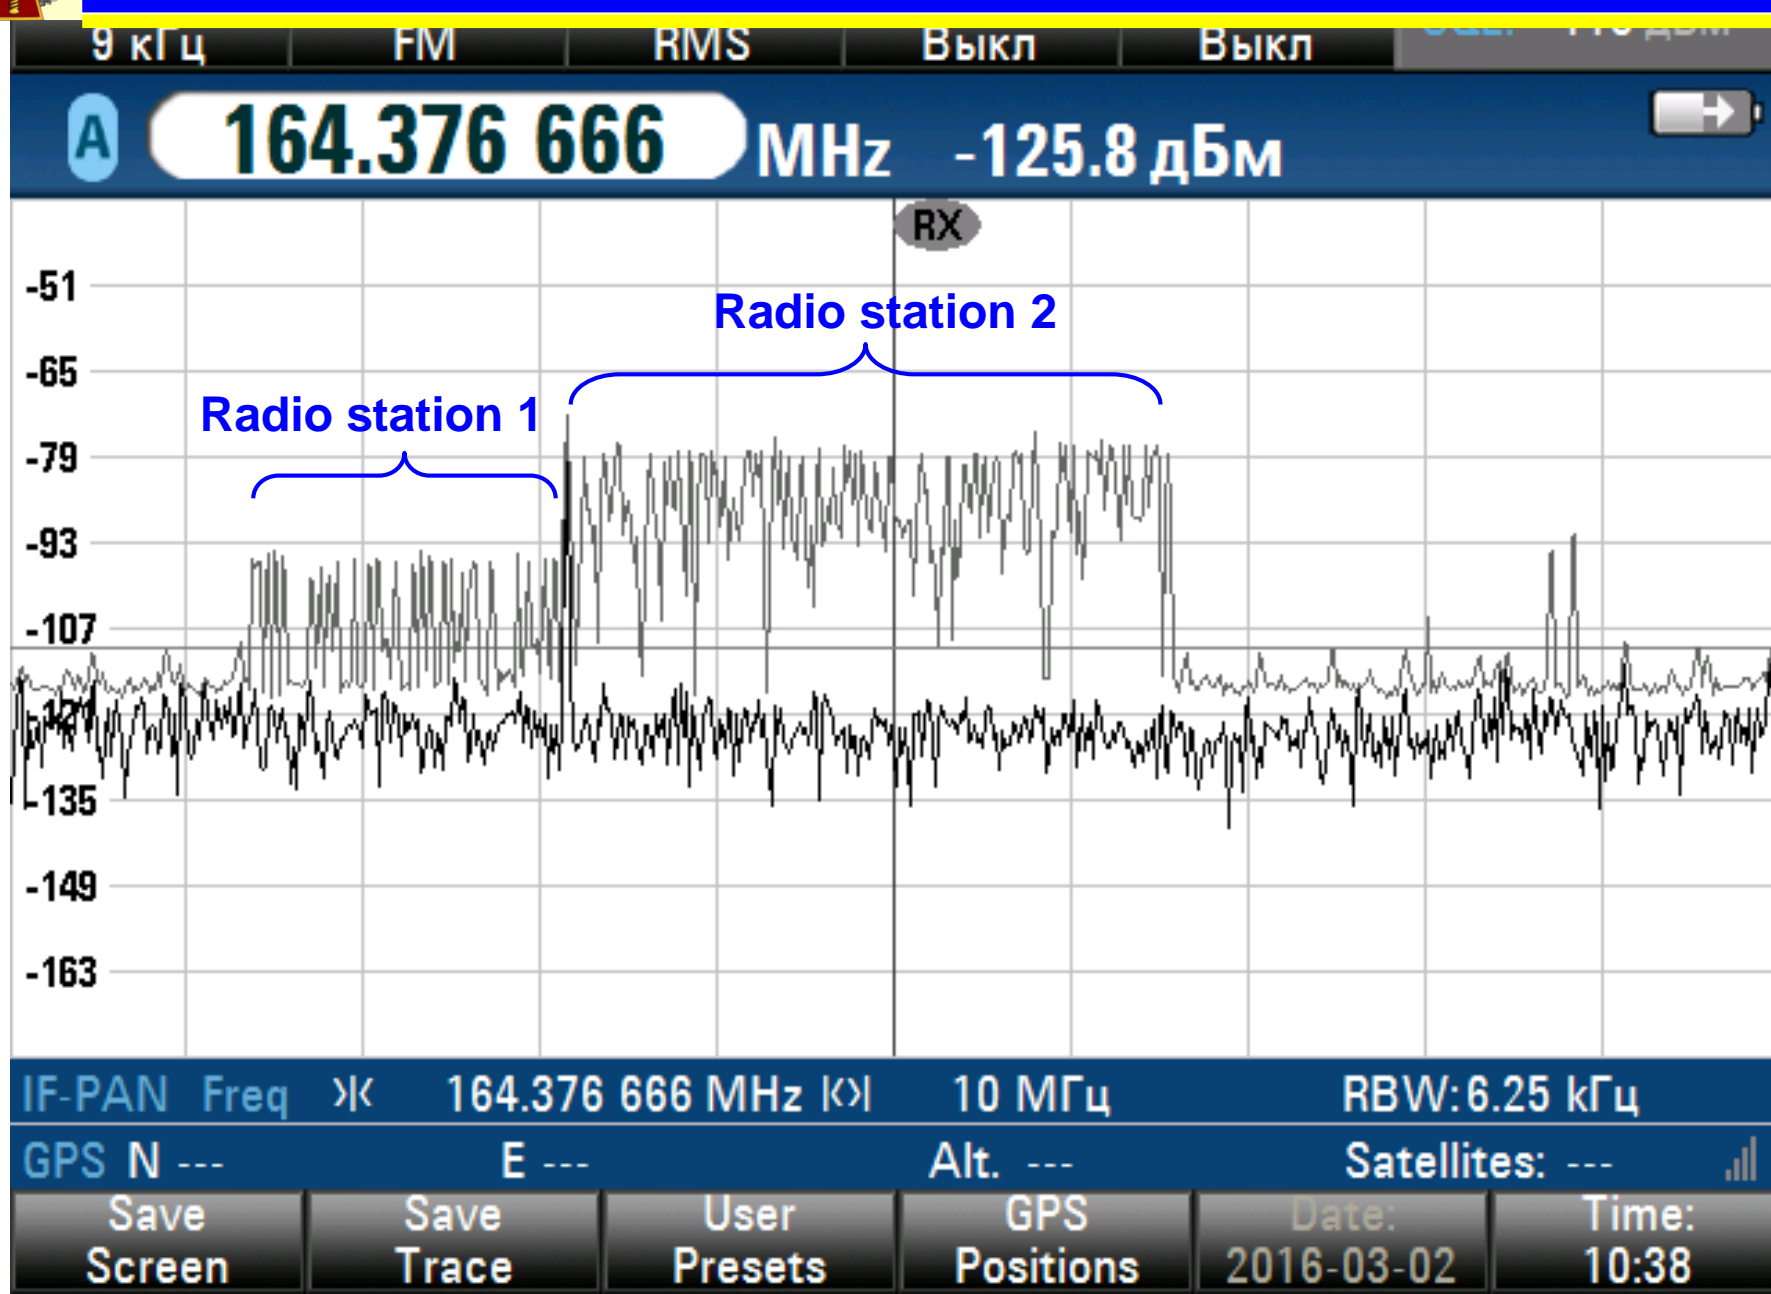 9 кГц FM RMS Выкл Выкл
A 164.376 666 MHz -125.8 дБм
RX
-51
Radio station 2
-65
Radio station 1
-79
-93
-107
-121
-135
-149
-163
IF-PAN Freq 164.376 666 MHz 10 МГц RBW: 6.25 kГц
GPS N --- E --- Alt. --- Satellites: ---
Save Screen
Save Trace
User Presets
GPS Positions
Date: 2016-03-02
Time: 10:38